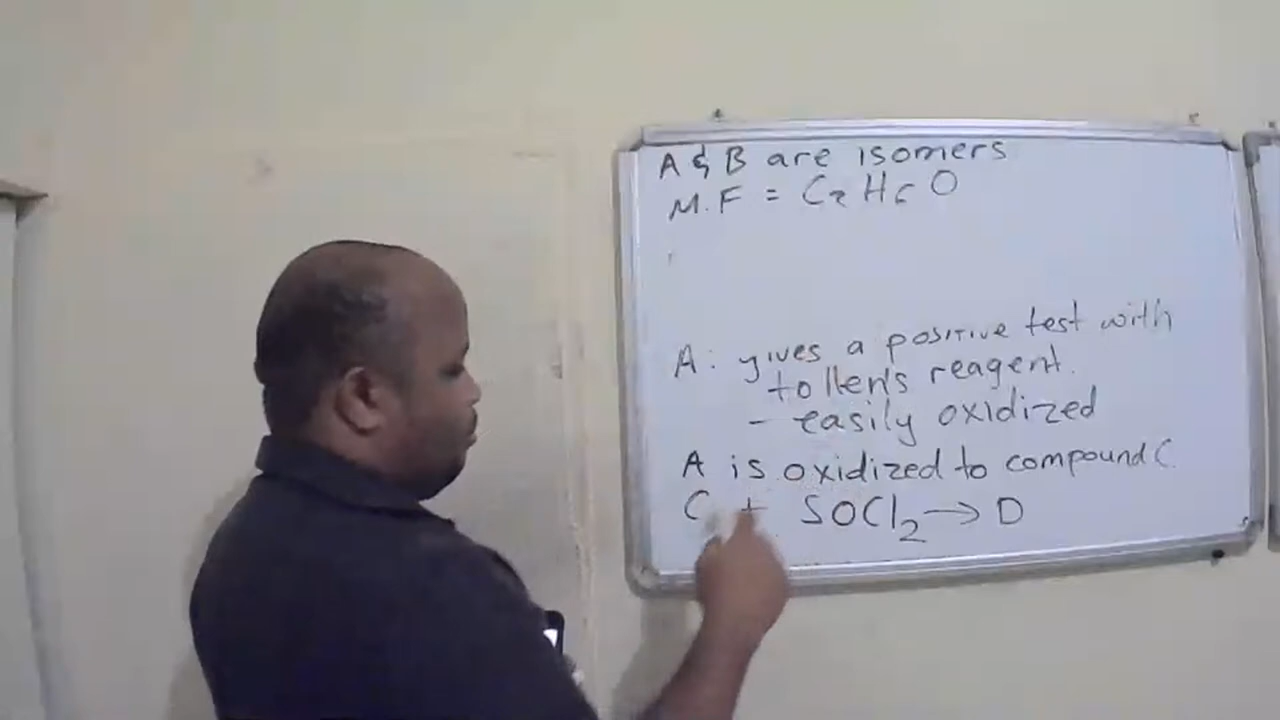 A & B are isomers
M.F = C2H6O
A: gives a positive test with
tollen's reagent.
- easily oxidized
A is oxidized to compound C.
C + SOCl2 → D